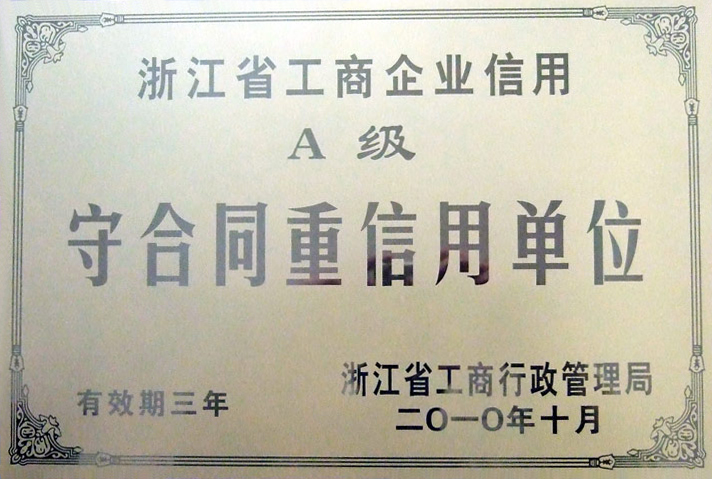 浙江省工商企业信用
A 级
守合同重信用单位
有效期三年
浙江省工商行政管理局
二〇一〇年十月